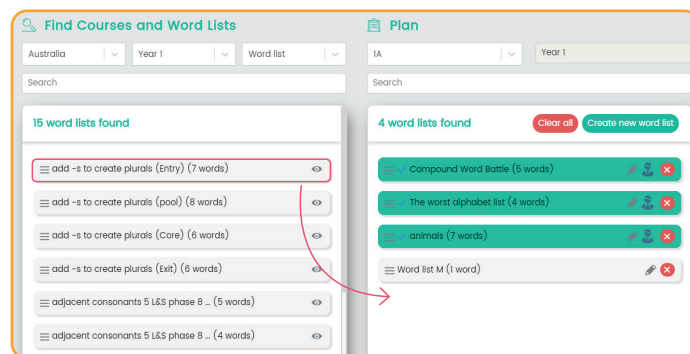 Find Courses and Word Lists
Australia
Year 1
Word list
Search
15 word lists found
add -s to create plurals (Entry) (7 words)
add -s to create plurals (pool) (8 words)
add -s to create plurals (Core) (6 words)
add -s to create plurals (Exit) (6 words)
adjacent consonants 5 L&S phase 8 ... (5 words)
adjacent consonants 5 L&S phase 8 ... (4 words)
Plan
1A
Year 1
Search
4 word lists found
Clear all
Create new word list
Compound Word Battle (5 words)
The worst alphabet list (4 words)
animals (7 words)
Word list M (1 word)